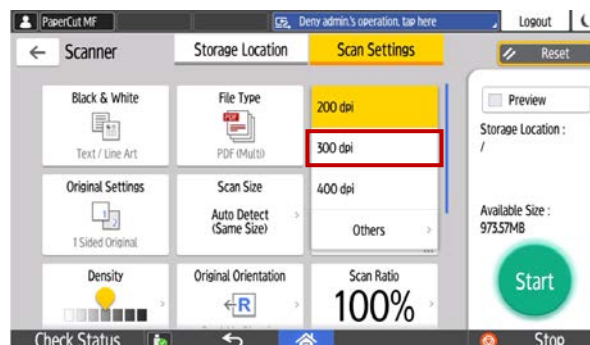 PaperCut MF
Deny admin.'s operation, tap here
Logout
Scanner
Storage Location
Scan Settings
Reset
Black & White
Text / Line Art
File Type
PDF
PDF (Multi)
200 dpi
300 dpi
400 dpi
Others
Preview
Storage Location :
/
Original Settings
1 2
1 Sided Original
Scan Size
Auto Detect
(Same Size)
Available Size :
973.57MB
Density
Original Orientation
R
Scan Ratio
100%
Start
Check Status
Stop